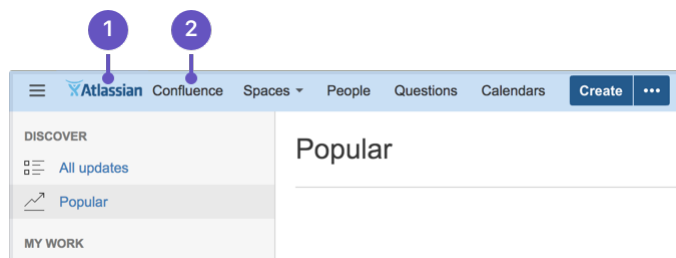 1 2
Atlassian Confluence Spaces People Questions Calendars Create
DISCOVER
All updates
Popular
MY WORK
Popular